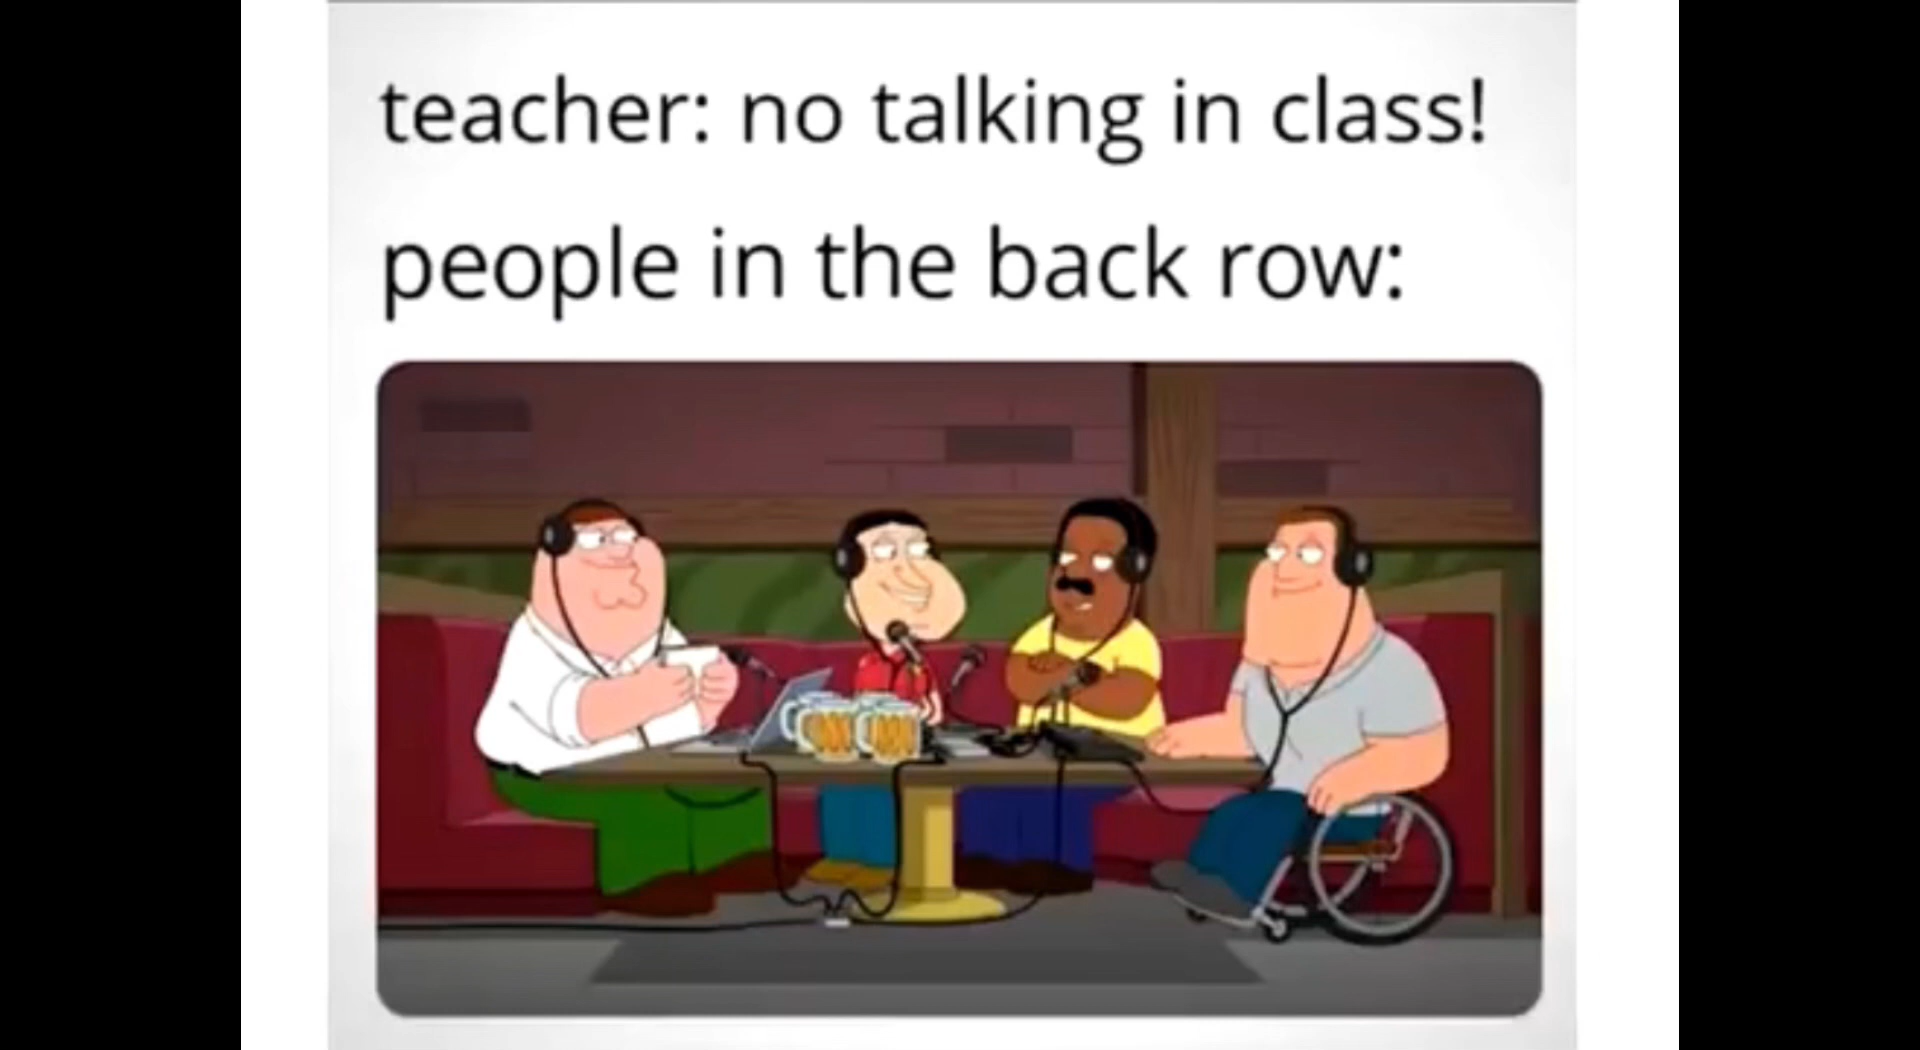 teacher: no talking in class!
people in the back row: